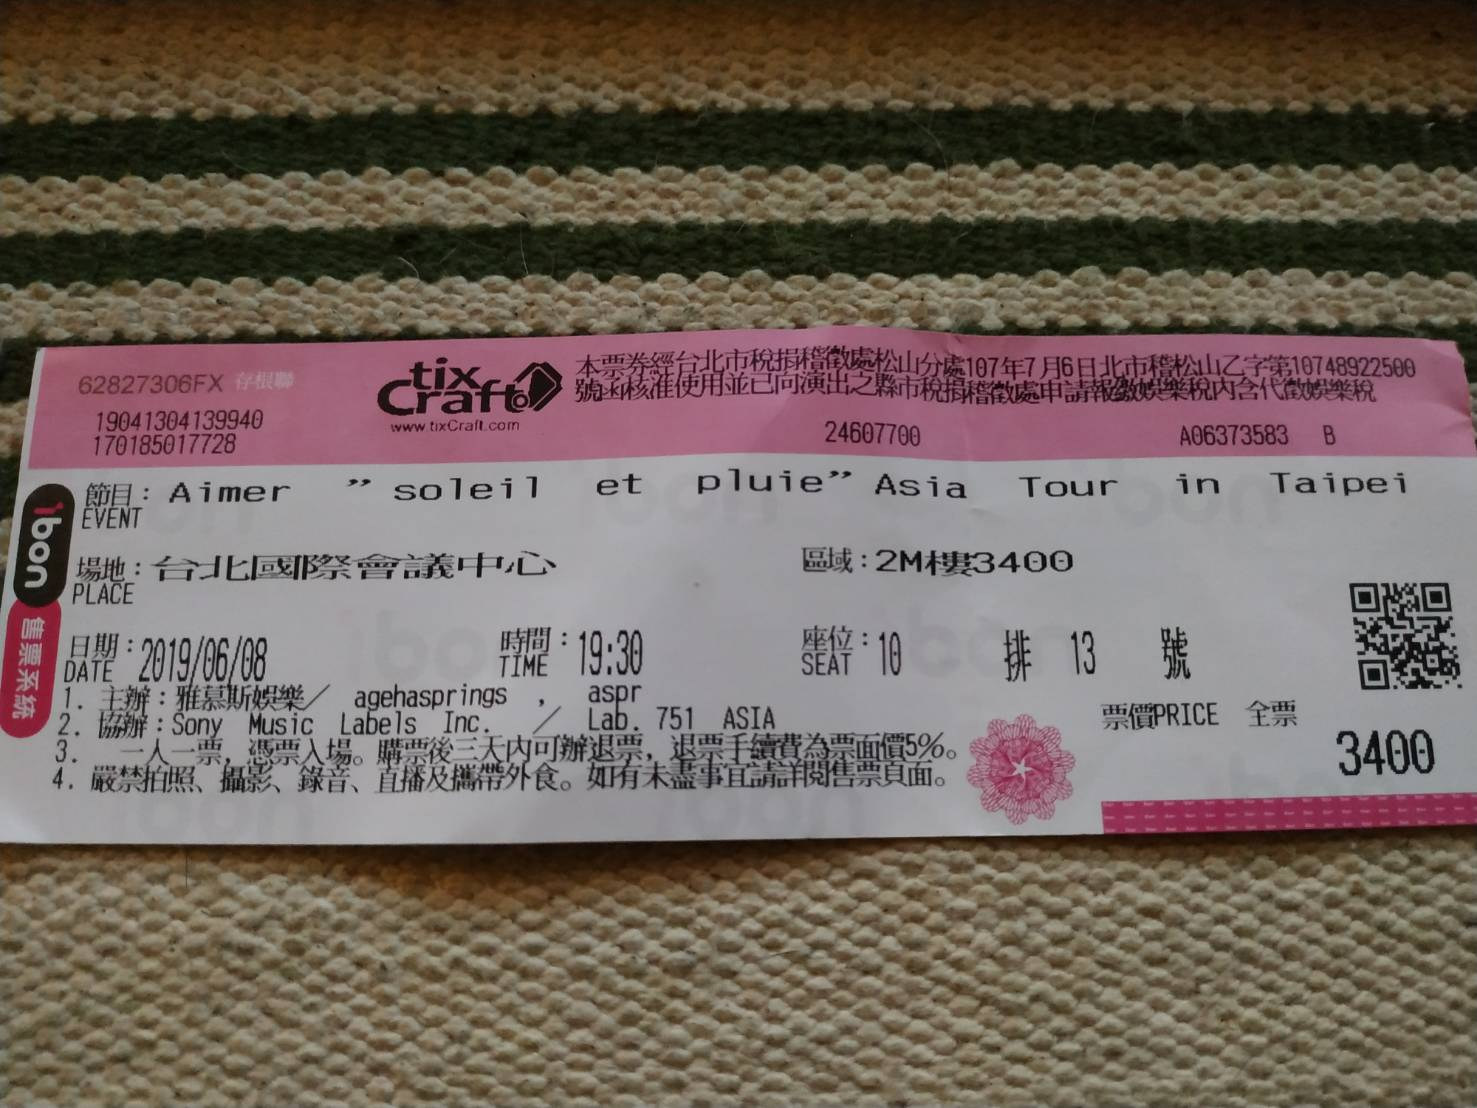 62827306FX 存根聯
19041304139940
170185017728
tix Craft
www.tixCraft.com
本票券經台北市稅捐稽徵處松山分處107年7月6日北市稽松山乙字第10748922500
號函核准使用並已向演出之縣市稅捐稽徵處申請報繳娛樂稅內含代徵娛樂稅
24607700
A06373583 B
節目: Aimer "soleil et pluie" Asia Tour in Taipei
EVENT
ibon
售票系統
場地: 台北國際會議中心
PLACE
區域: 2M樓3400
日期: 2019/06/08
DATE
時間: 19:30
TIME
座位: 10 排 13 號
SEAT
1. 主辦: 雅慕斯娛樂／ agehasprings , aspr
2. 協辦: Sony Music Labels Inc. ／ Lab. 751 ASIA
3. 一人一票，憑票入場。購票後三天內可辦退票，退票手續費為票面價5%。
4. 嚴禁拍照、攝影、錄音、直播及攜帶外食。如有未盡事宜請詳閱售票頁面。
票價PRICE 全票
3400